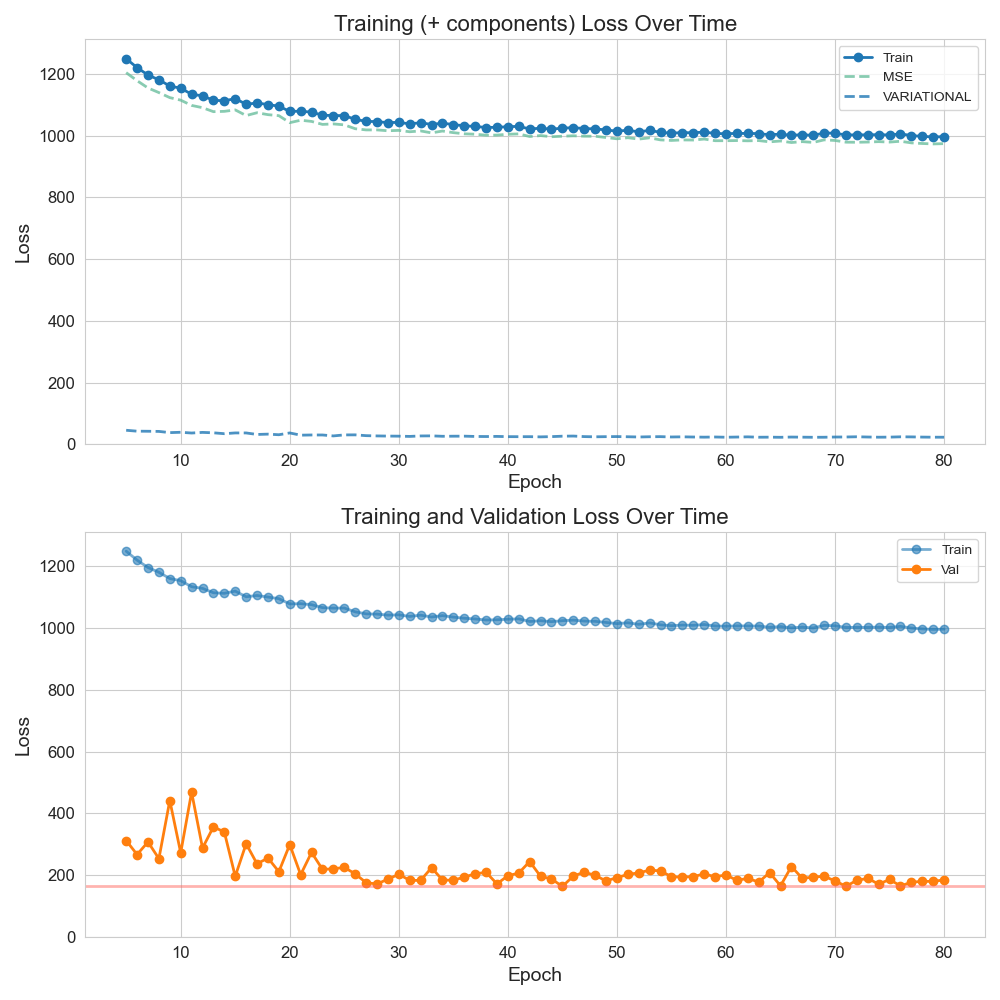 Training (+ components) Loss Over Time
Train
MSE
VARIATIONAL
1200
1000
800
600
400
200
0
Loss
10 20 30 40 50 60 70 80
Epoch
Training and Validation Loss Over Time
Train
Val
1200
1000
800
600
400
200
0
Loss
10 20 30 40 50 60 70 80
Epoch